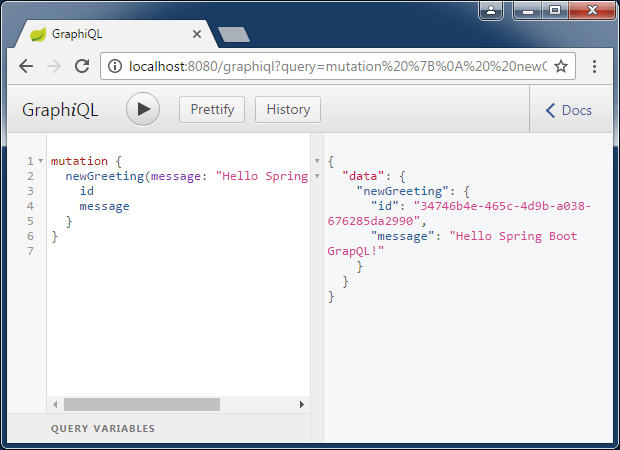 GraphiQL
localhost:8080/graphiql?query=mutation%20%7B%0A%20%20new
GraphiQL
Prettify
History
Docs
1 mutation {
2 newGreeting(message: "Hello Spring
3 id
4 message
5 }
6 }
7
{
"data": {
"newGreeting": {
"id": "34746b4e-465c-4d9b-a038-
676285da2990",
"message": "Hello Spring Boot
GrapQL!"
}
}
}
QUERY VARIABLES